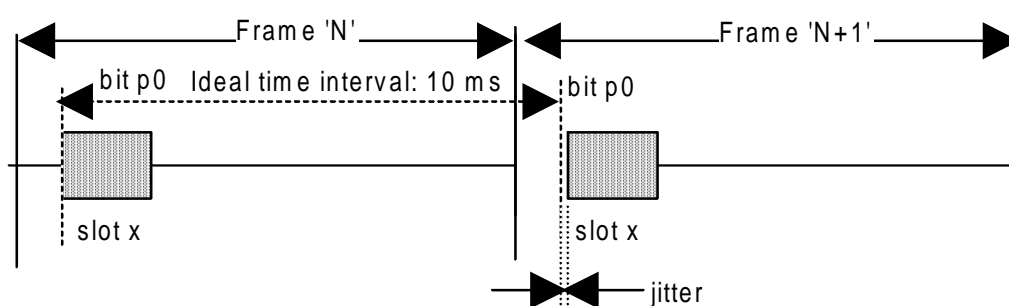 Frame 'N'
Frame 'N+1'
bit p0
Ideal time interval: 10 ms
bit p0
slot x
slot x
jitter